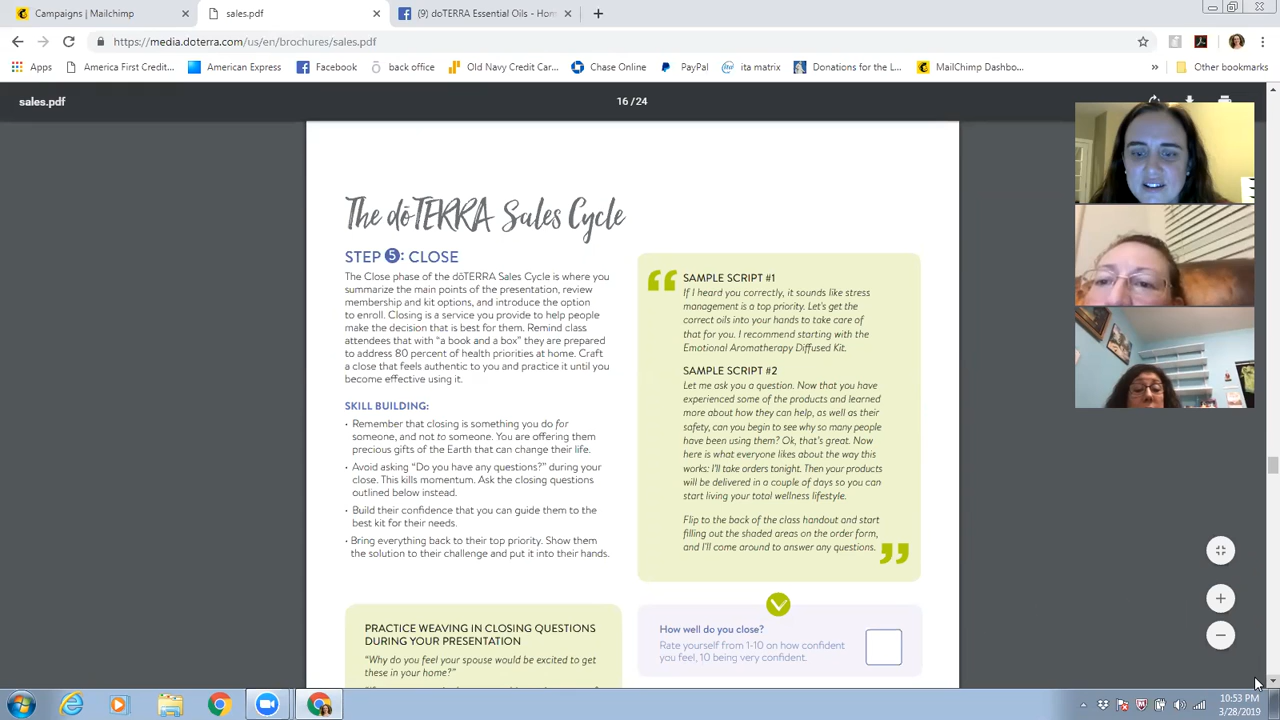 Campaigns | Mailchimp
sales.pdf
(9) doTERRA Essential Oils - Hom
https://media.doterra.com/us/en/brochures/sales.pdf
Apps
America First Credit...
American Express
Facebook
back office
Old Navy Credit Car...
Chase Online
PayPal
ita matrix
Donations for the L...
MailChimp Dashbo...
»
Other bookmarks
sales.pdf
16 / 24
The dōTERRA Sales Cycle
STEP 5: CLOSE
The Close phase of the dōTERRA Sales Cycle is where you
summarize the main points of the presentation, review
membership and kit options, and introduce the option
to enroll. Closing is a service you provide to help people
make the decision that is best for them. Remind class
attendees that with “a book and a box” they are prepared
to address 80 percent of health priorities at home. Craft
a close that feels authentic to you and practice it until you
become effective using it.
SKILL BUILDING:
• Remember that closing is something you do for
someone, and not to someone. You are offering them
precious gifts of the Earth that can change their life.
• Avoid asking “Do you have any questions?” during your
close. This kills momentum. Ask the closing questions
outlined below instead.
• Build their confidence that you can guide them to the
best kit for their needs.
• Bring everything back to their top priority. Show them
the solution to their challenge and put it into their hands.
PRACTICE WEAVING IN CLOSING QUESTIONS
DURING YOUR PRESENTATION
“Why do you feel your spouse would be excited to get
these in your home?”
“
SAMPLE SCRIPT #1
If I heard you correctly, it sounds like stress
management is a top priority. Let's get the
correct oils into your hands to take care of
that for you. I recommend starting with the
Emotional Aromatherapy Diffused Kit.
SAMPLE SCRIPT #2
Let me ask you a question. Now that you have
experienced some of the products and learned
more about how they can help, as well as their
safety, can you begin to see why so many people
have been using them? Ok, that's great. Now
here is what everyone likes about the way this
works: I'll take orders tonight. Then your products
will be delivered in a couple of days so you can
start living your total wellness lifestyle.
Flip to the back of the class handout and start
filling out the shaded areas on the order form,
and I'll come around to answer any questions.
”
How well do you close?
Rate yourself from 1-10 on how confident
you feel, 10 being very confident.
10:53 PM
3/28/2019